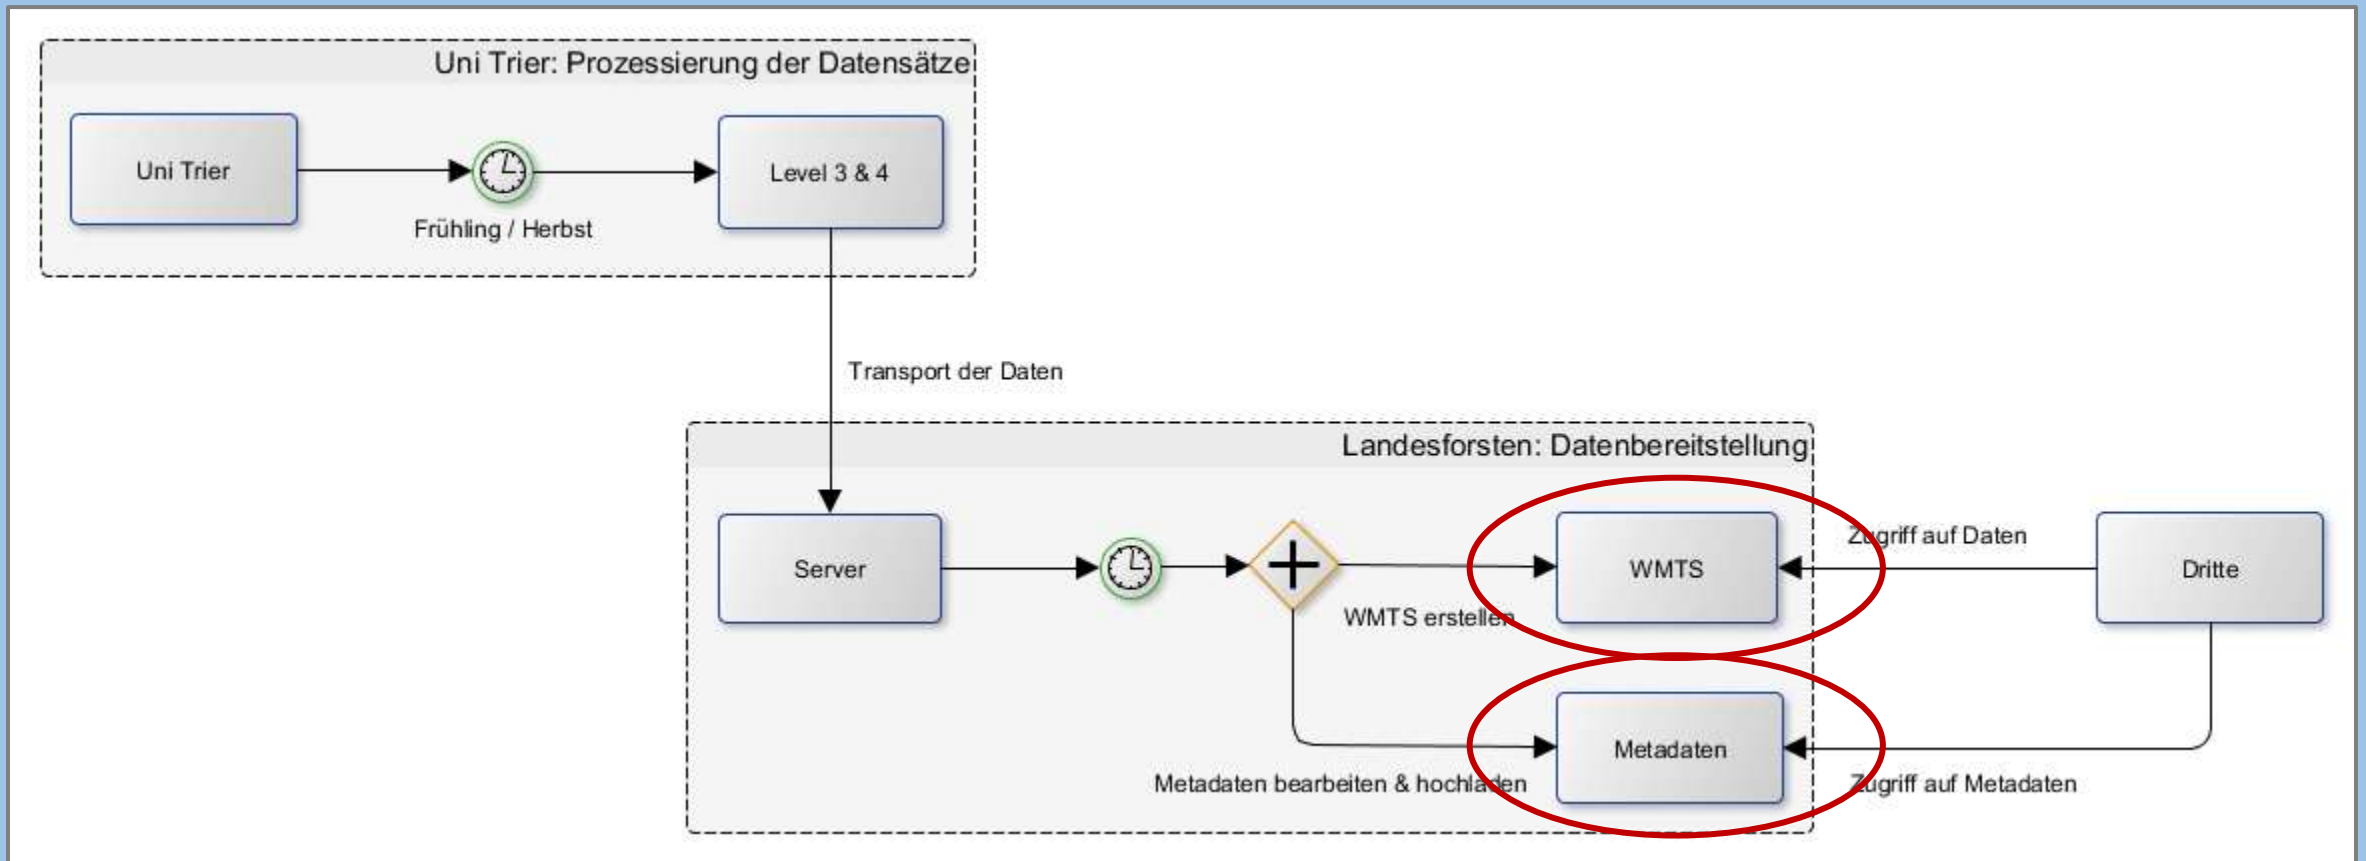 Uni Trier: Prozessierung der Datensätze
Uni Trier
Frühling / Herbst
Level 3 & 4
Transport der Daten
Landesforsten: Datenbereitstellung
Server
WMTS erstellen
WMTS
Zugriff auf Daten
Dritte
Metadaten bearbeiten & hochladen
Metadaten
Zugriff auf Metadaten